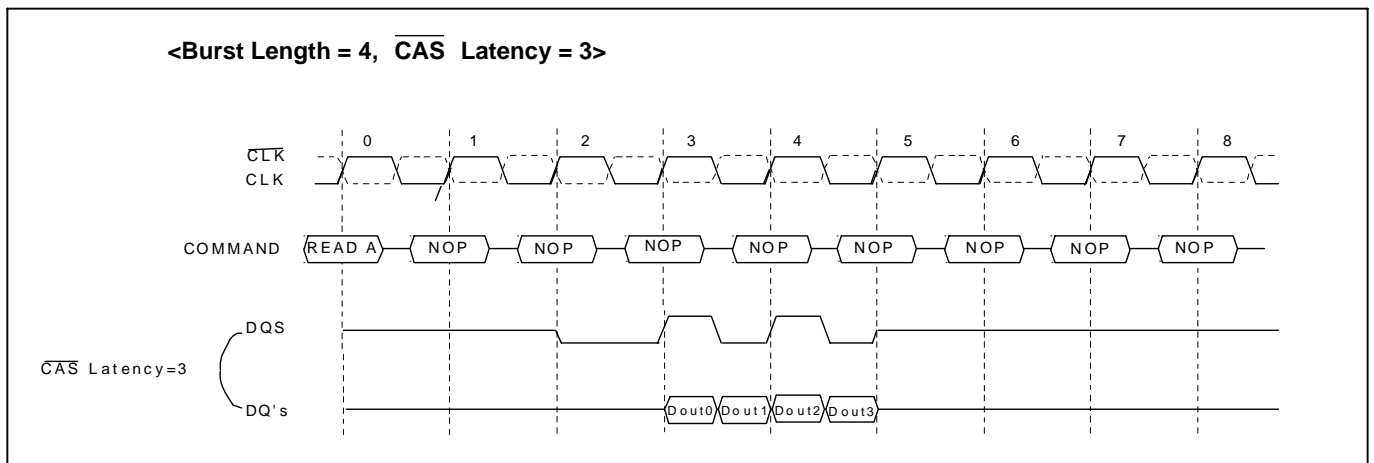 <Burst Length = 4, CAS Latency = 3>
0 1 2 3 4 5 6 7 8
CLK
CLK
COMMAND READ A NOP NOP NOP NOP NOP NOP NOP NOP
DQS
CAS Latency=3
DQ's Dout0 Dout1 Dout2 Dout3